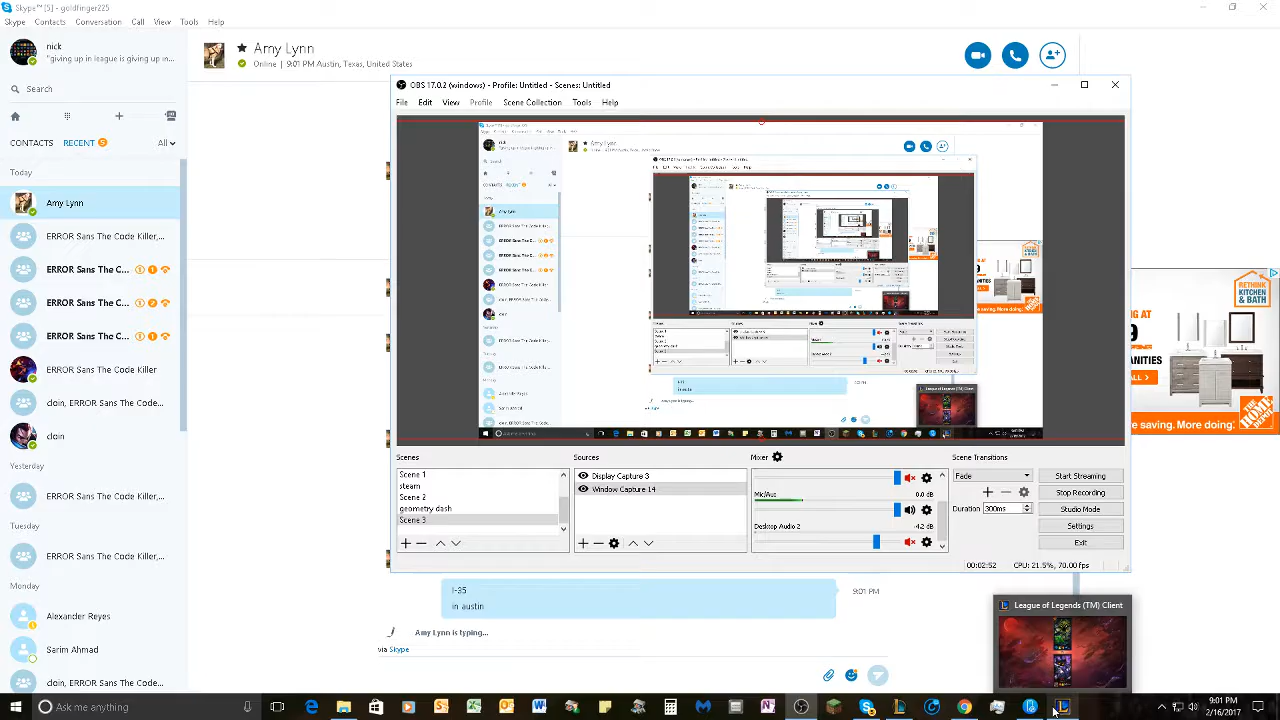 Skype™ [5] - goldfinger225
Skype
Contacts
Conversation
Call
View
Tools
Help
nick
"giving up in league is giving up in...
Search
RECENT 5
All
ERROR Sans The
ERROR Sans The ...
ERROR Sans The C...
ERROR Sans The C...
ERROR Sans The Code Killer
cloin, ERROR Sans The Code...
cloin
Yesterday
ERROR Sans The Code Killer,...
Tuesday
ERROR Sans The Code Killer,...
Monday
Alexander Reyes
Sarim Ahmad
cloin, ERROR Sans The Code...
Amy Lynn
Online 9:01 PM Austin, Texas, United States
OBS 17.0.2 (windows) - Profile: Untitled - Scenes: Untitled
File Edit View Profile Scene Collection Tools Help
Scenes
Scene 1
steam
Scene 2
geometry dash
Scene 3
Sources
Display Capture 3
Window Capture 14
Mixer
Mic/Aux
0.0 dB
Desktop Audio 2
-4.2 dB
Scene Transitions
Fade
Duration 300ms
Start Streaming
Stop Recording
Studio Mode
Settings
Exit
00:02:52 CPU: 21.5%, 70.00 fps
RETHINK
KITCHEN
& BATH
NG AT
9
ANITIES
ALL >
e saving. More doing.
I-35
in austin
9:01 PM
Amy Lynn is typing...
via Skype
League of Legends (TM) Client
Ask me anything
9:01 PM
2/16/2017